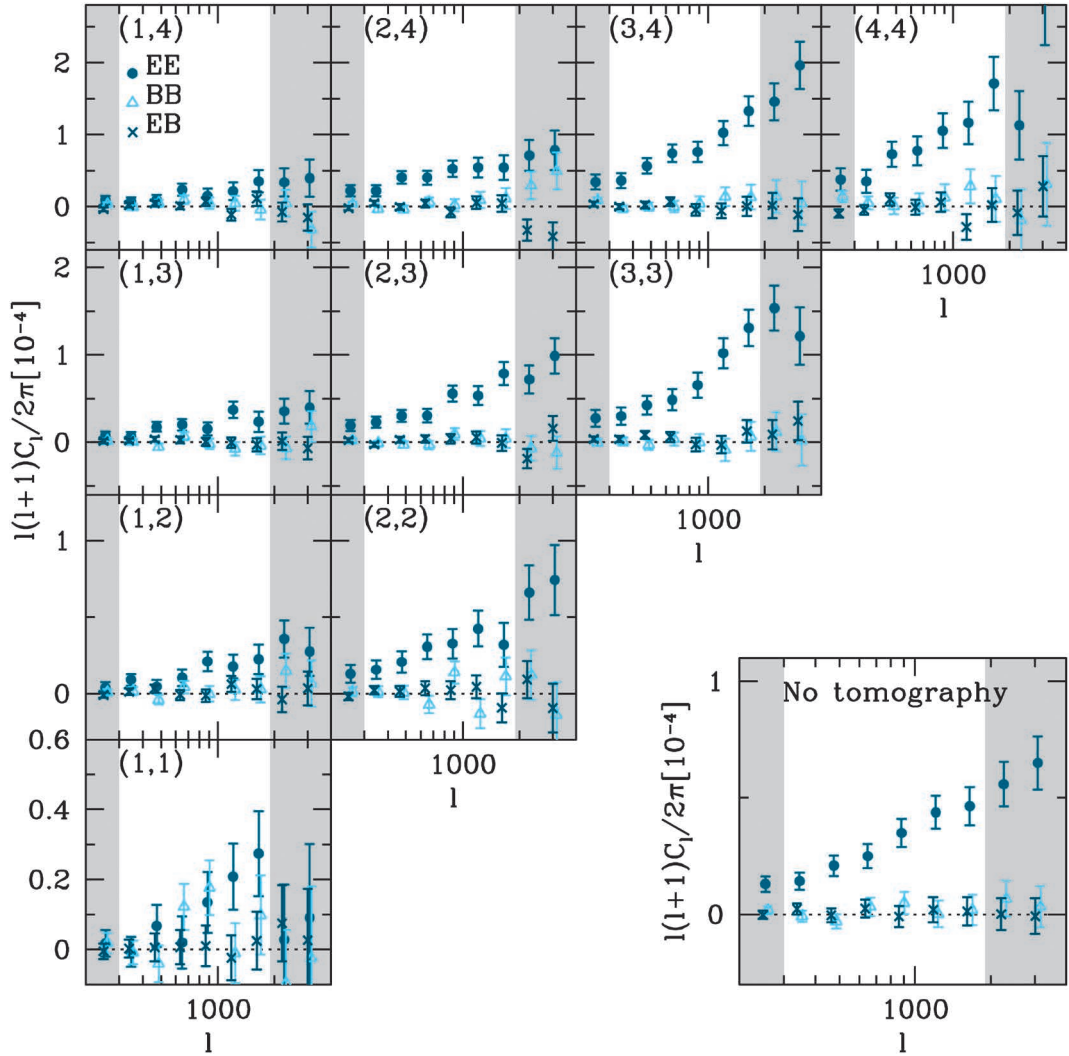 (1,4) (2,4) (3,4) (4,4)
EE
BB
EB
2
1
0
1000
l
(1,3) (2,3) (3,3)
2
1
0
1000
l
l(l+1)Cₗ/2π[10⁻⁴]
(1,2) (2,2)
1
0
1000
l
(1,1)
0.6
0.4
0.2
0
1000
l
No tomography
1
0
l(l+1)Cₗ/2π[10⁻⁴]
1000
l